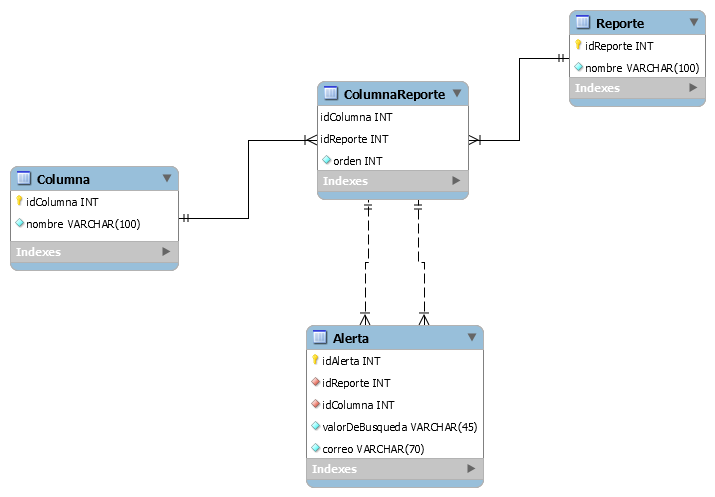 Reporte
idReporte INT
nombre VARCHAR(100)
Indexes
ColumnaReporte
idColumna INT
idReporte INT
orden INT
Indexes
Columna
idColumna INT
nombre VARCHAR(100)
Indexes
Alerta
idAlerta INT
idReporte INT
idColumna INT
valorDeBusqueda VARCHAR(45)
correo VARCHAR(70)
Indexes